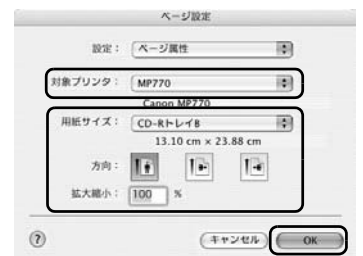 ページ設定
設定： ページ属性
対象プリンタ： MP770
Canon MP770
用紙サイズ： CD-RトレイB
13.10 cm × 23.88 cm
方向：
拡大縮小： 100 %
? キャンセル OK